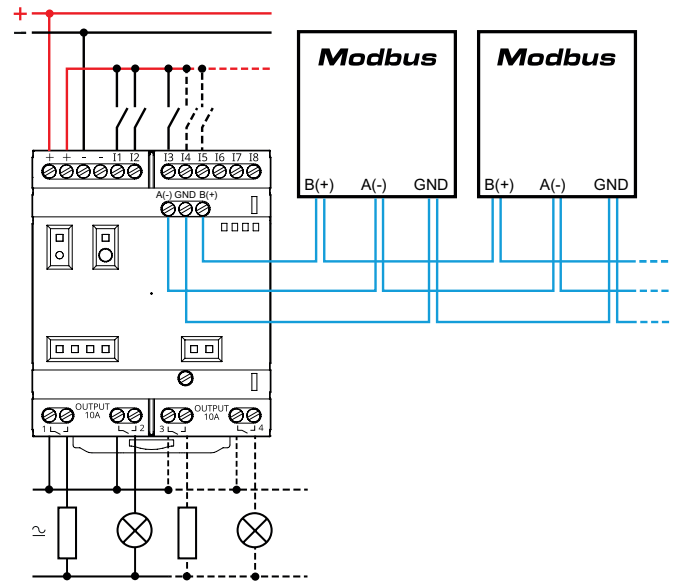 +
−
Modbus Modbus
+ + - - I1 I2 I3 I4 I5 I6 I7 I8
B(+) A(-) GND B(+) A(-) GND
A(-) GND B(+)
OUTPUT OUTPUT
10A 10A
1 2 3 4